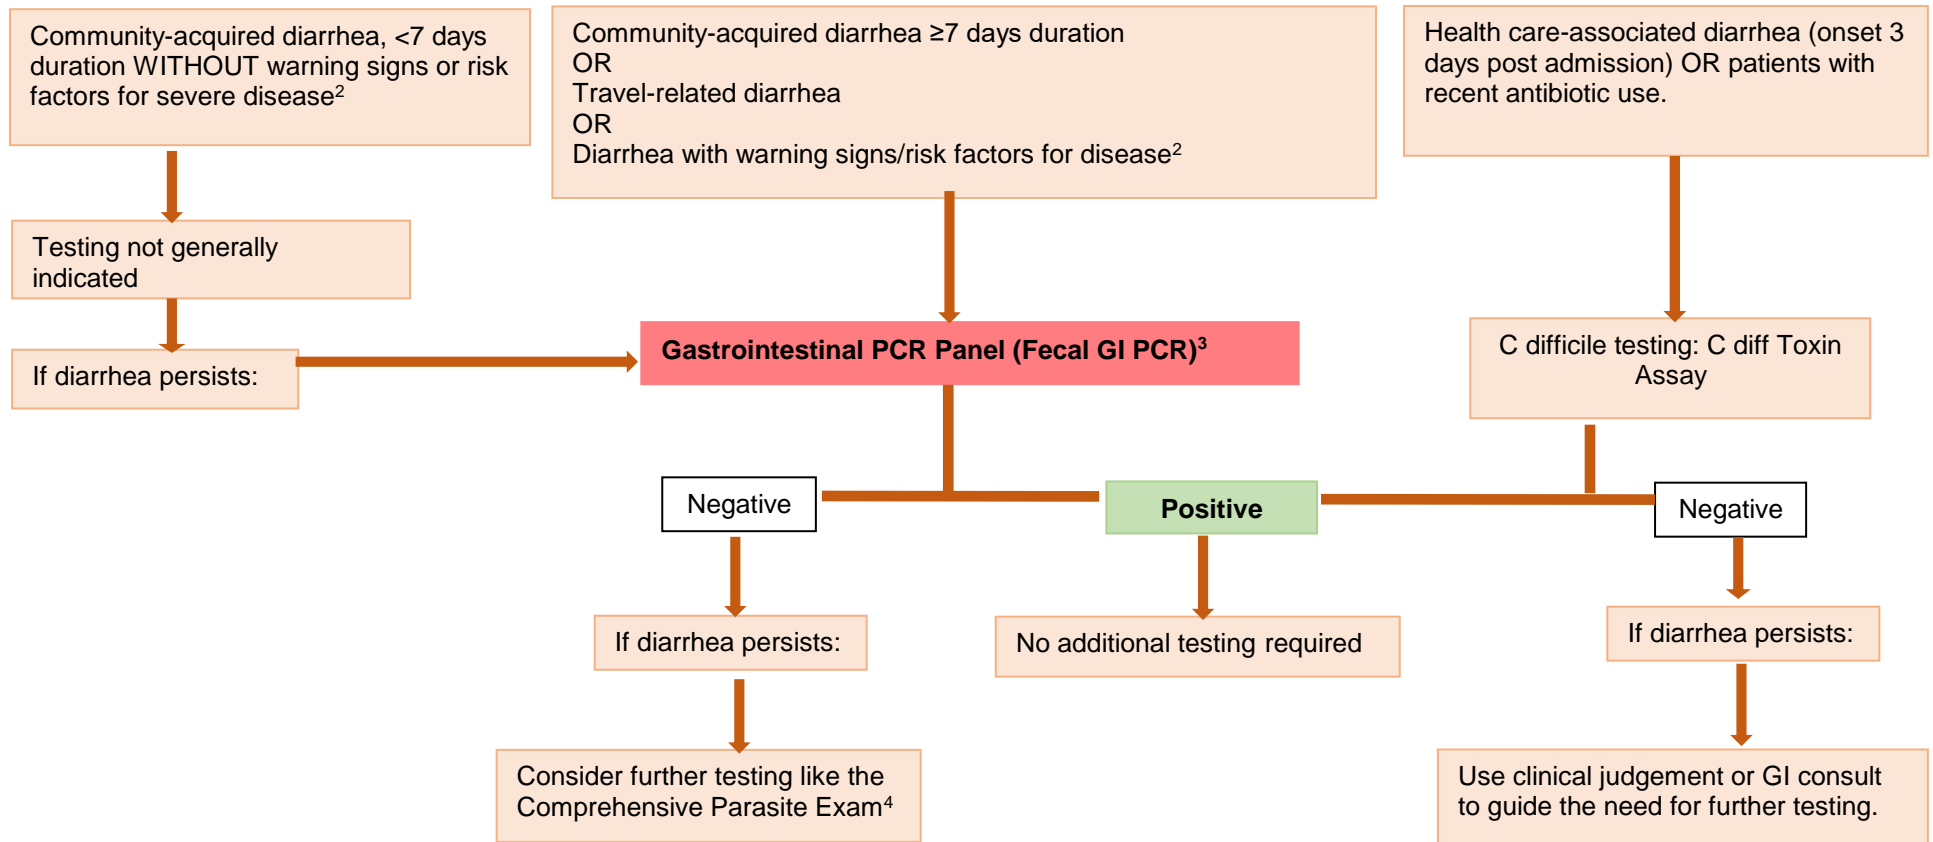 Community-acquired diarrhea, <7 days
duration WITHOUT warning signs or risk
factors for severe disease²
Community-acquired diarrhea ≥7 days duration
OR
Travel-related diarrhea
OR
Diarrhea with warning signs/risk factors for disease²
Health care-associated diarrhea (onset 3
days post admission) OR patients with
recent antibiotic use.
Testing not generally
indicated
If diarrhea persists:
Gastrointestinal PCR Panel (Fecal GI PCR)³
C difficile testing: C diff Toxin
Assay
Negative
Positive
Negative
If diarrhea persists:
No additional testing required
If diarrhea persists:
Consider further testing like the
Comprehensive Parasite Exam⁴
Use clinical judgement or GI consult
to guide the need for further testing.